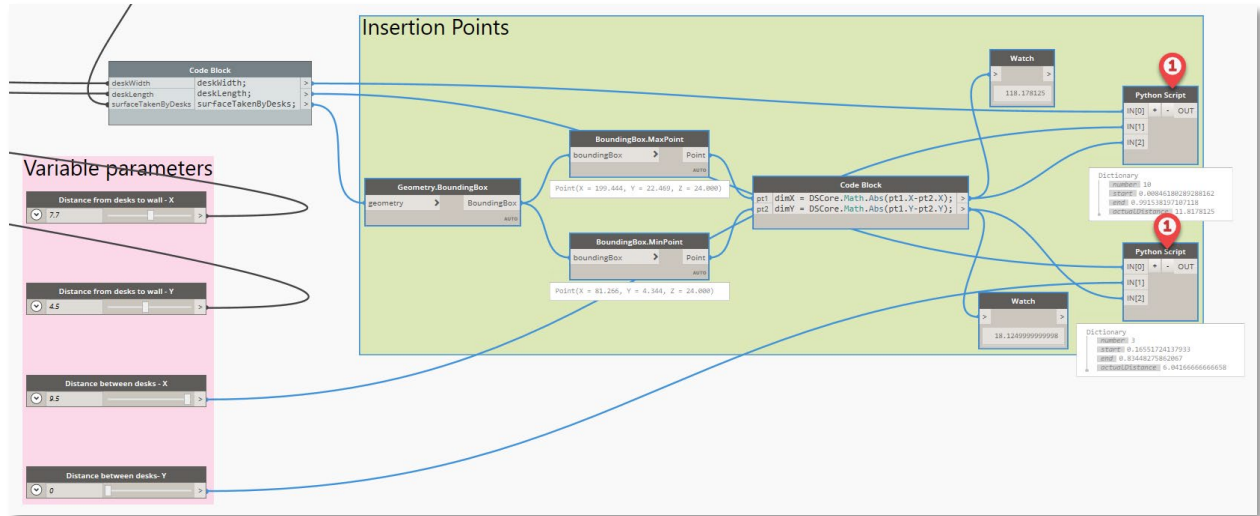 Insertion Points
Code Block
deskWidth deskWidth; >
deskLength deskLength; >
surfaceTakenByDesks surfaceTakenByDesks; >
Variable parameters
Distance from desks to wall - X
7.7 >
Distance from desks to wall - Y
4.5 >
Distance between desks - X
9.5 >
Distance between desks- Y
0 >
Geometry.BoundingBox
geometry > BoundingBox
AUTO
BoundingBox.MaxPoint
boundingBox > Point
AUTO
Point(X = 199.444, Y = 22.469, Z = 24.000)
BoundingBox.MinPoint
boundingBox > Point
AUTO
Point(X = 81.266, Y = 4.344, Z = 24.000)
Code Block
pt1 dimX = DSCore.Math.Abs(pt1.X-pt2.X); >
pt2 dimY = DSCore.Math.Abs(pt1.Y-pt2.Y); >
Watch
> >
118.178125
Watch
> >
18.1249999999998
1
Python Script
IN[0] + - OUT
IN[1]
IN[2]
Dictionary
number 10
start 0.00846180289288162
end 0.991538197107118
actualDistance 11.8178125
1
Python Script
IN[0] + - OUT
IN[1]
IN[2]
Dictionary
number 3
start 0.16551724137933
end 0.83448275862067
actualDistance 6.04166666666658